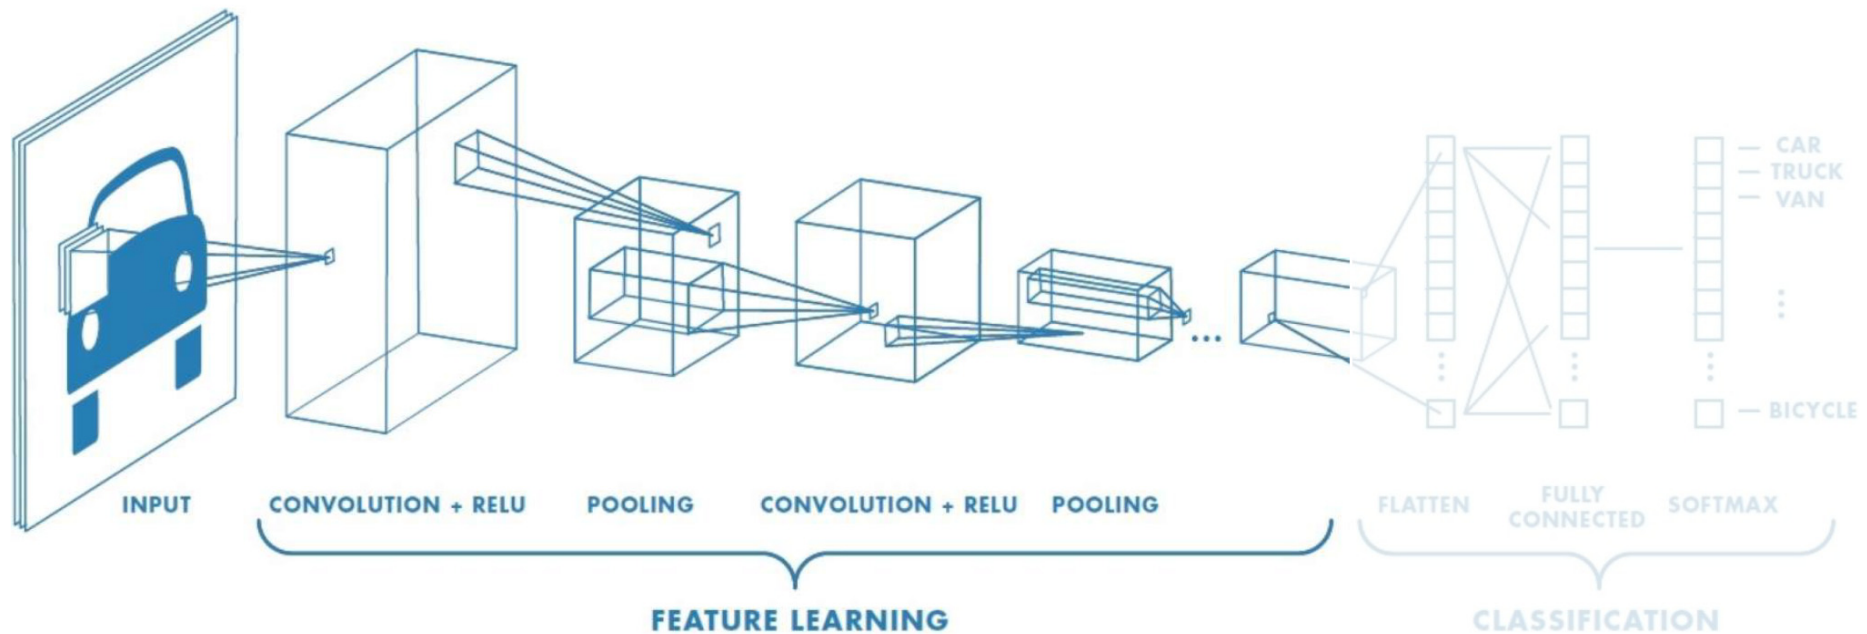 CAR
TRUCK
VAN
BICYCLE
INPUT
CONVOLUTION + RELU
POOLING
CONVOLUTION + RELU
POOLING
FLATTEN
FULLY
CONNECTED
SOFTMAX
FEATURE LEARNING
CLASSIFICATION